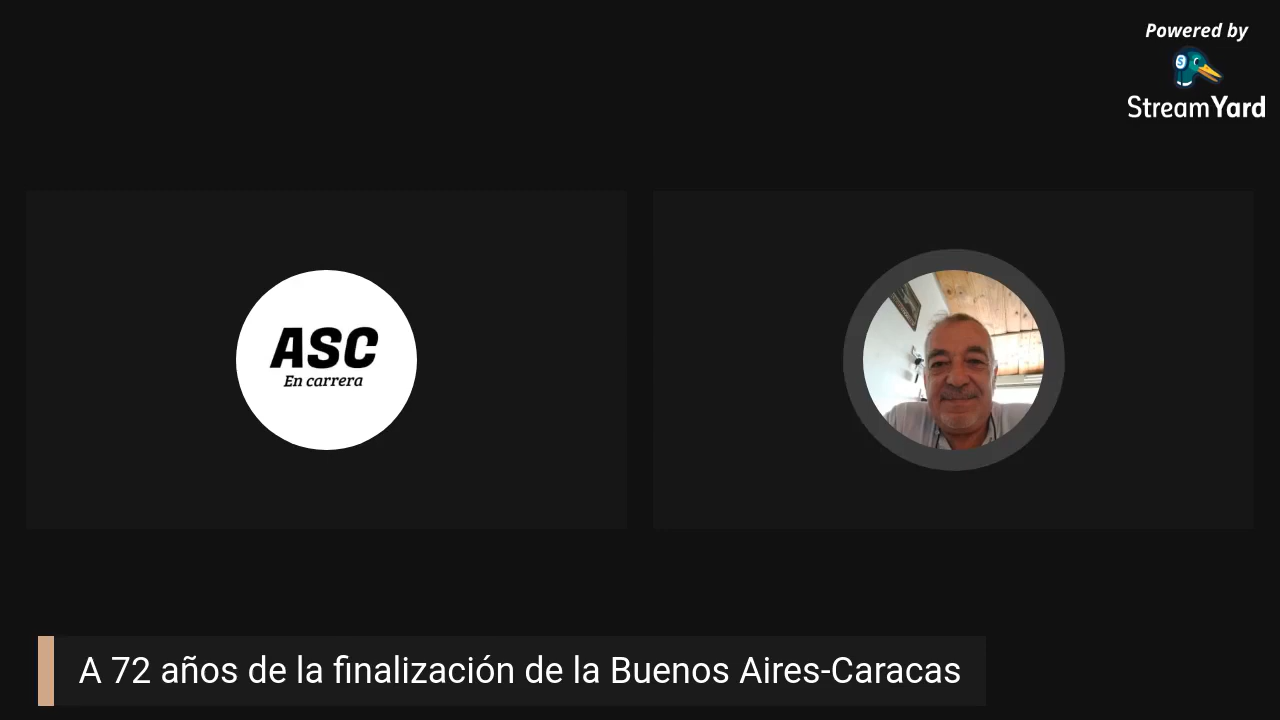 Powered by
S
StreamYard
ASC
En carrera
A 72 años de la finalización de la Buenos Aires-Caracas